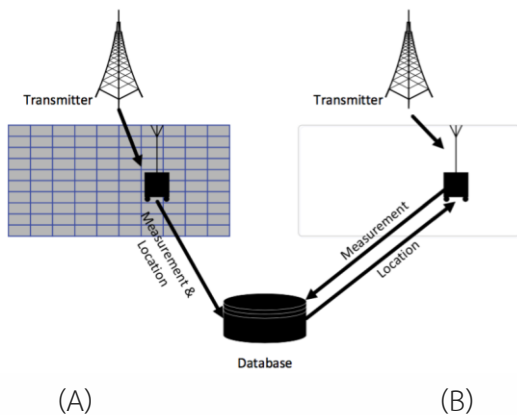 Transmitter
Transmitter
Measurement &
Location
Measurement
Location
Database
(A)
(B)